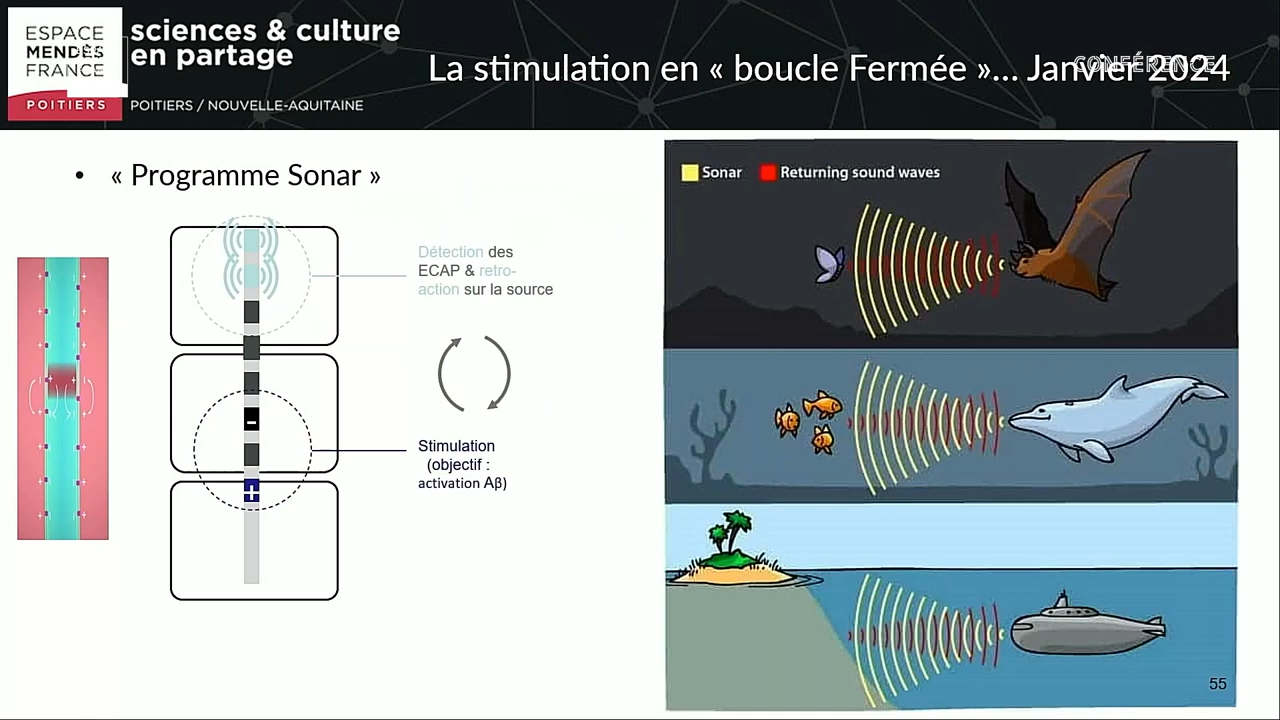 ESPACE
MENDÈS
FRANCE
POITIERS
sciences & culture
en partage
POITIERS / NOUVELLE-AQUITAINE
CONFÉRENCE
La stimulation en « boucle Fermée »... Janvier 2024
• « Programme Sonar »
Détection des
ECAP & retro-
action sur la source
-
+
Stimulation
(objectif :
activation Aβ)
Sonar
Returning sound waves
55